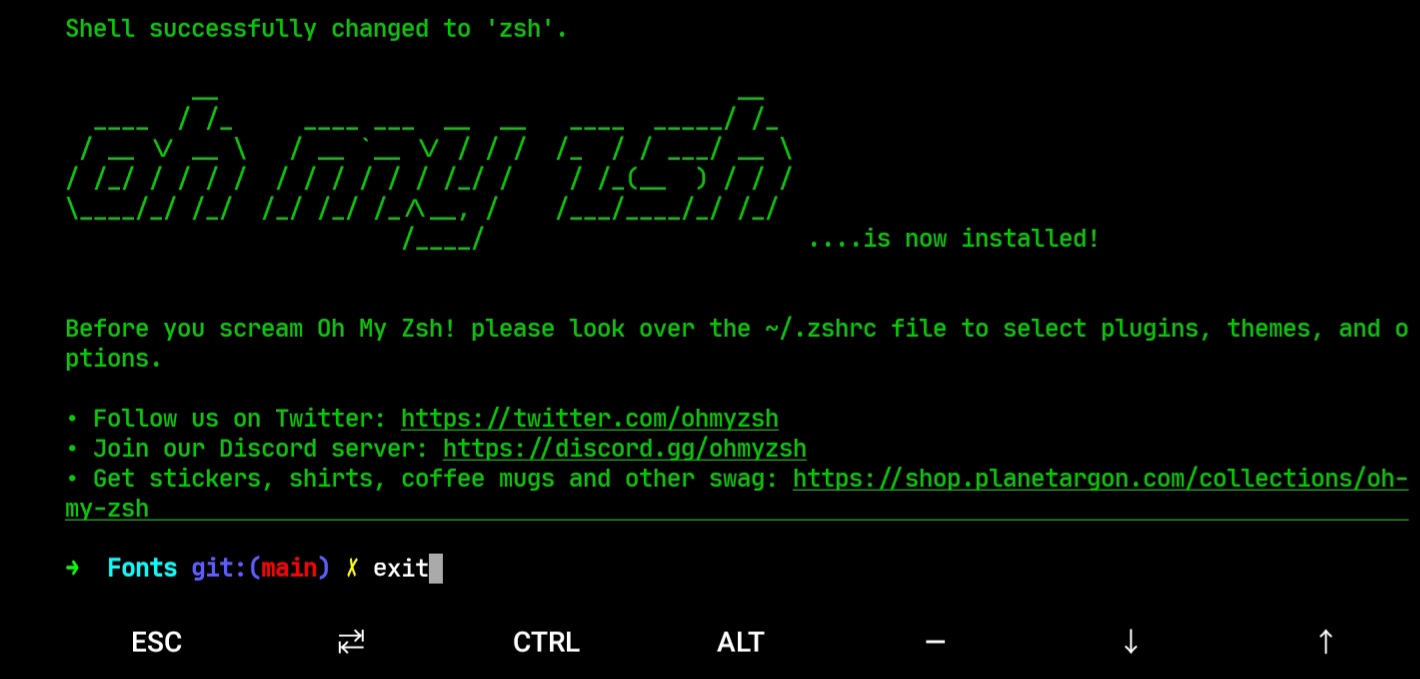 Shell successfully changed to 'zsh'.
         __                                     __
  ____  / /_     ____ ___  __  __   ____  _____/ /_
 / __ \/ __ \   / __ `__ \/ / / /  /_  / / ___/ __ \
/ /_/ / / / /  / / / / / / /_/ /    / /_(__  ) / / /
\____/_/ /_/  /_/ /_/ /_/\__, /    /___/____/_/ /_/
                        /____/                       ....is now installed!
Before you scream Oh My Zsh! please look over the ~/.zshrc file to select plugins, themes, and o
ptions.
• Follow us on Twitter: https://twitter.com/ohmyzsh
• Join our Discord server: https://discord.gg/ohmyzsh
• Get stickers, shirts, coffee mugs and other swag: https://shop.planetargon.com/collections/oh-
my-zsh
➜  Fonts git:(main) ✗ exit
ESC ⇄ CTRL ALT — ↓ ↑